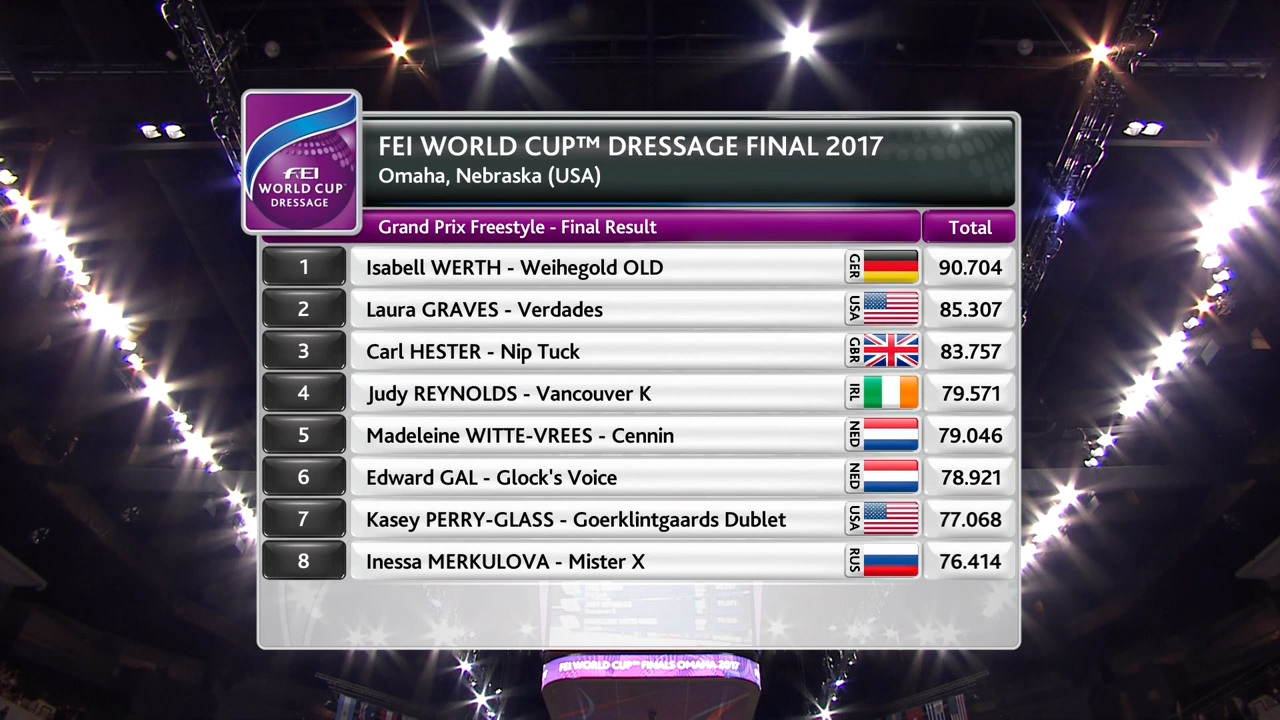 FEI WORLD CUP™ DRESSAGE FINAL 2017
Omaha, Nebraska (USA)
FEI
WORLD CUP™
DRESSAGE
Grand Prix Freestyle - Final Result Total
1 Isabell WERTH - Weihegold OLD GER 90.704
2 Laura GRAVES - Verdades USA 85.307
3 Carl HESTER - Nip Tuck GBR 83.757
4 Judy REYNOLDS - Vancouver K IRL 79.571
5 Madeleine WITTE-VREES - Cennin NED 79.046
6 Edward GAL - Glock's Voice NED 78.921
7 Kasey PERRY-GLASS - Goerklintgaards Dublet USA 77.068
8 Inessa MERKULOVA - Mister X RUS 76.414
FEI WORLD CUP™ FINALS OMAHA 2017